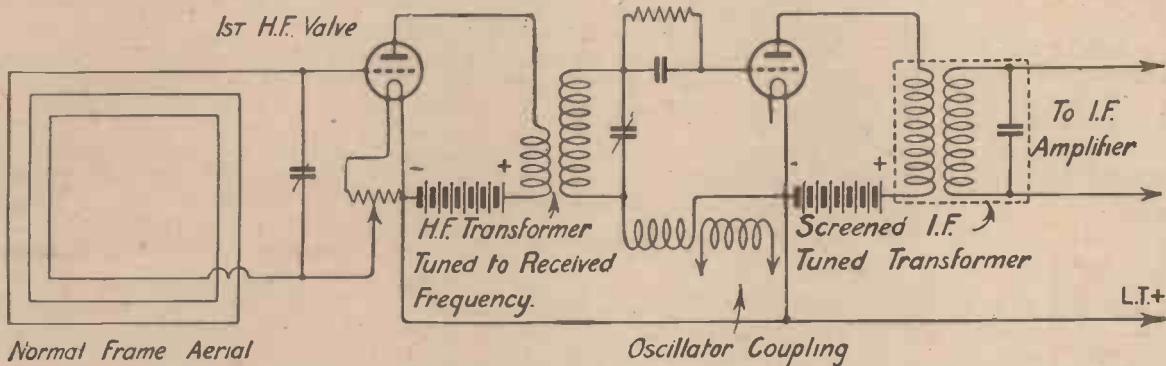 1ST H.F. Valve
To I.F.
Amplifier
- +
- +
H.F. Transformer
Tuned to Received
Frequency.
Screened I.F.
Tuned Transformer
L.T.+
Normal Frame Aerial
Oscillator Coupling